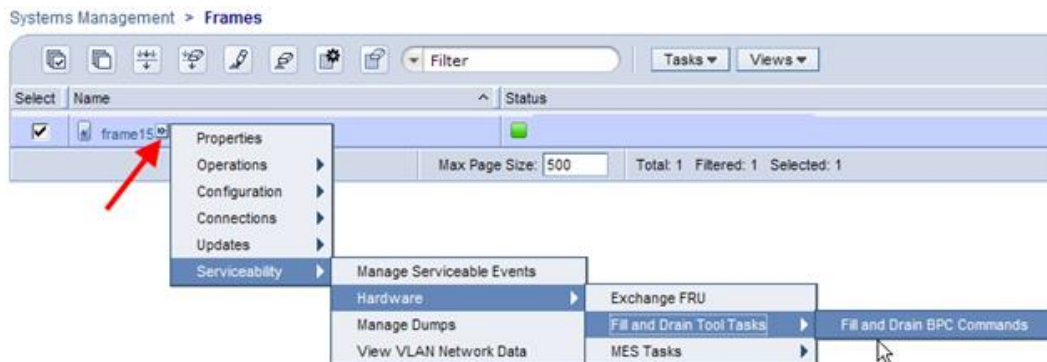 Systems Management > Frames
Filter
Tasks Views
Select Name Status
frame15
Max Page Size: 500 Total: 1 Filtered: 1 Selected: 1
Properties
Operations
Configuration
Connections
Updates
Serviceability
Manage Serviceable Events
Hardware
Manage Dumps
View VLAN Network Data
Exchange FRU
Fill and Drain Tool Tasks
MES Tasks
Fill and Drain BPC Commands